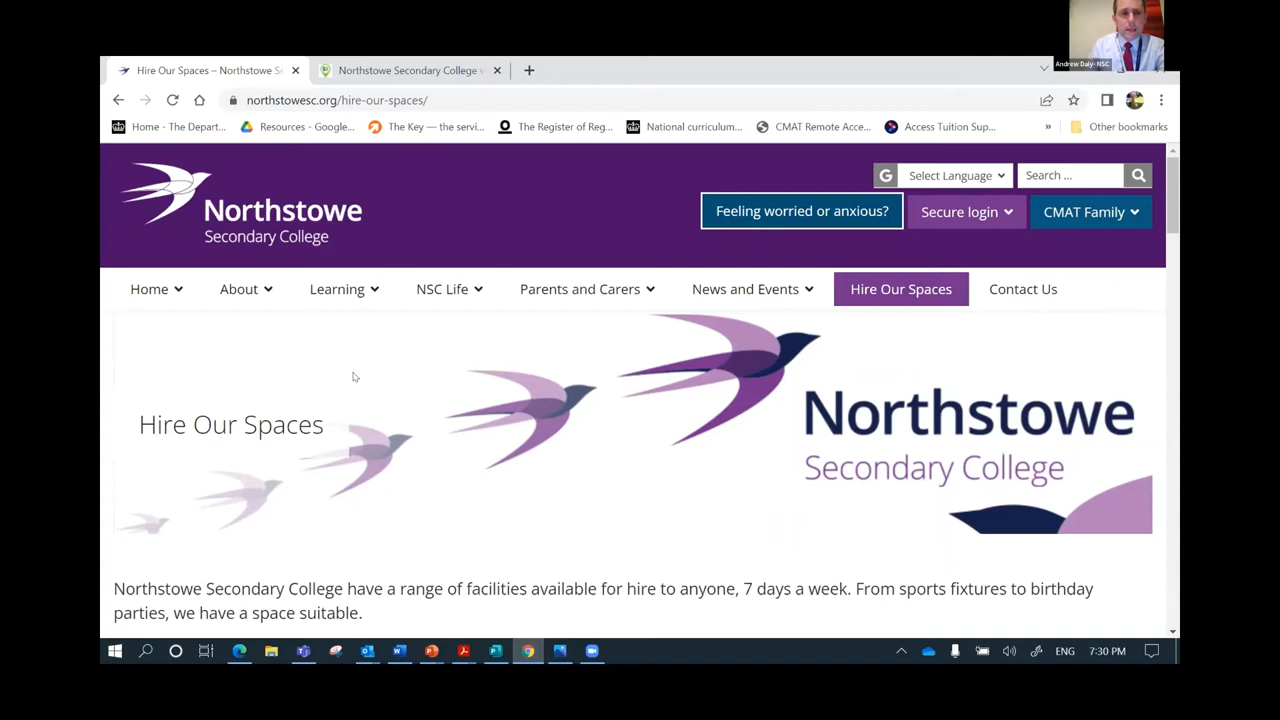 Andrew Daly- NSC
Hire Our Spaces – Northstowe S
Northstowe Secondary College v
northstowesc.org/hire-our-spaces/
Home - The Depart...
Resources - Google...
The Key — the servi...
The Register of Reg...
National curriculum...
CMAT Remote Acce...
Access Tuition Sup...
»
Other bookmarks
Northstowe
Secondary College
G
Select Language
Search ...
Feeling worried or anxious?
Secure login
CMAT Family
Home
About
Learning
NSC Life
Parents and Carers
News and Events
Hire Our Spaces
Contact Us
Hire Our Spaces
Northstowe
Secondary College
Northstowe Secondary College have a range of facilities available for hire to anyone, 7 days a week. From sports fixtures to birthday
parties, we have a space suitable.
ENG
7:30 PM